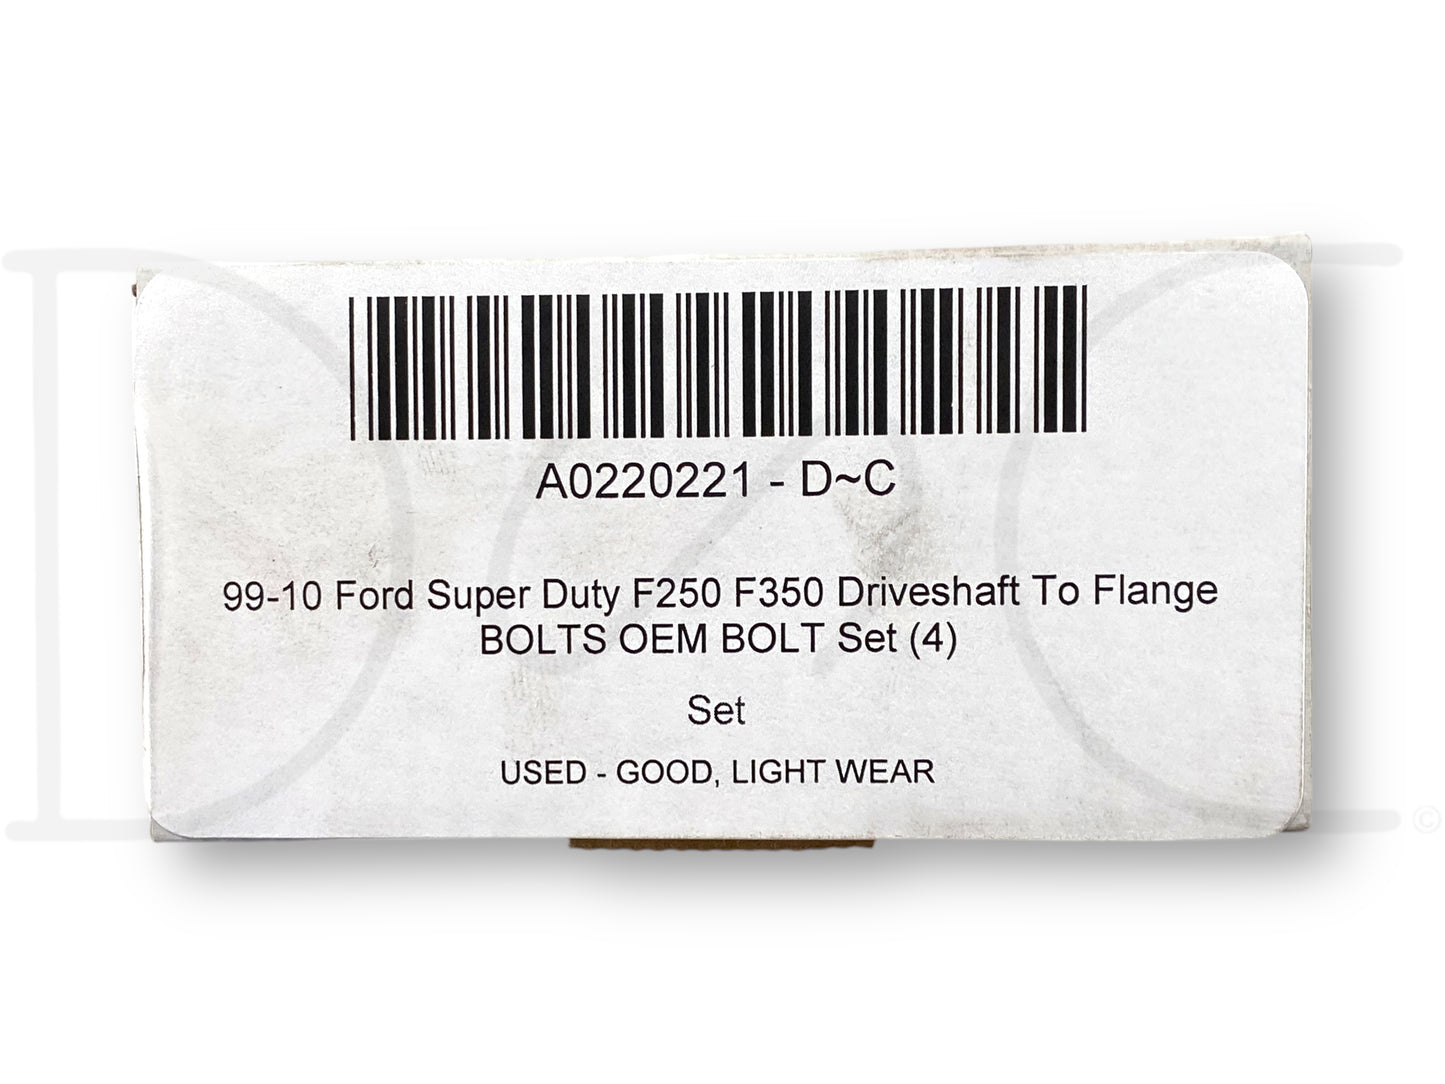 A0220221 - D~C
99-10 Ford Super Duty F250 F350 Driveshaft To Flange
BOLTS OEM BOLT Set (4)
Set
USED - GOOD, LIGHT WEAR
©